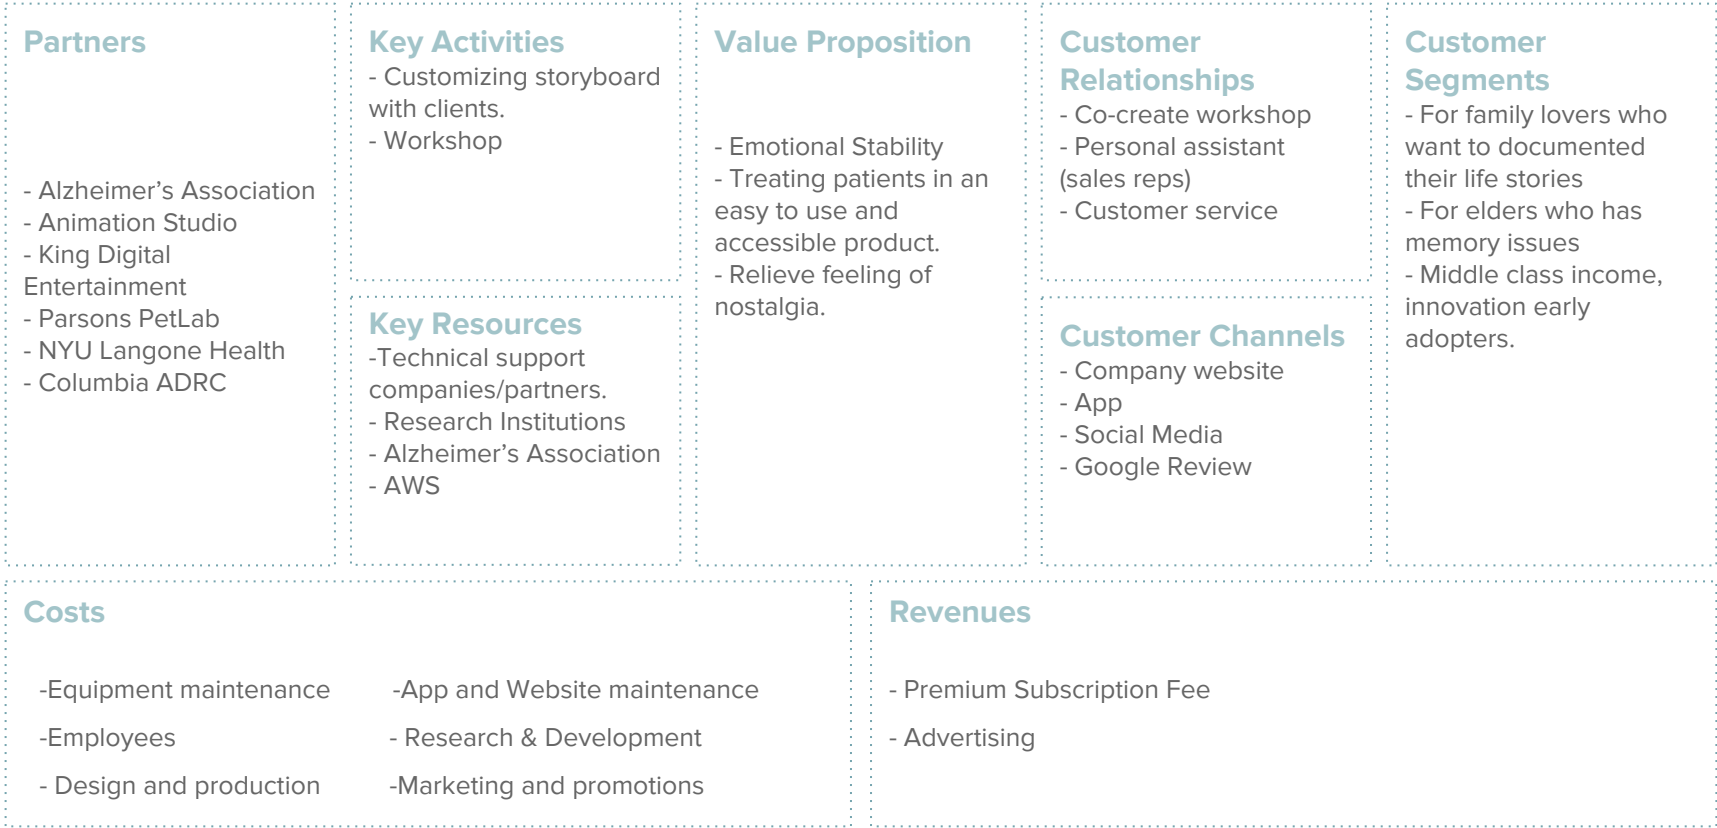 Partners
- Alzheimer’s Association
- Animation Studio
- King Digital
Entertainment
- Parsons PetLab
- NYU Langone Health
- Columbia ADRC
Key Activities
- Customizing storyboard
with clients.
- Workshop
Key Resources
-Technical support
companies/partners.
- Research Institutions
- Alzheimer’s Association
- AWS
Value Proposition
- Emotional Stability
- Treating patients in an
easy to use and
accessible product.
- Relieve feeling of
nostalgia.
Customer
Relationships
- Co-create workshop
- Personal assistant
(sales reps)
- Customer service
Customer Channels
- Company website
- App
- Social Media
- Google Review
Customer
Segments
- For family lovers who
want to documented
their life stories
- For elders who has
memory issues
- Middle class income,
innovation early
adopters.
Costs
-Equipment maintenance
-Employees
- Design and production
-App and Website maintenance
- Research & Development
-Marketing and promotions
Revenues
- Premium Subscription Fee
- Advertising